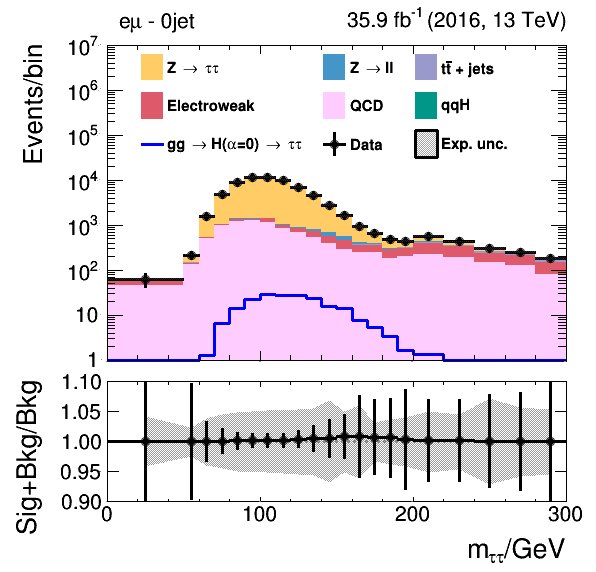 eμ - 0jet 35.9 fb⁻¹ (2016, 13 TeV)
Events/bin
10⁷
10⁶
10⁵
10⁴
10³
10²
10
1
Z → ττ Z → ll tt̄ + jets
Electroweak QCD qqH
gg → H(α=0) → ττ Data Exp. unc.
Sig+Bkg/Bkg
1.10
1.05
1.00
0.95
0.90
0 100 200 300
m_ττ/GeV